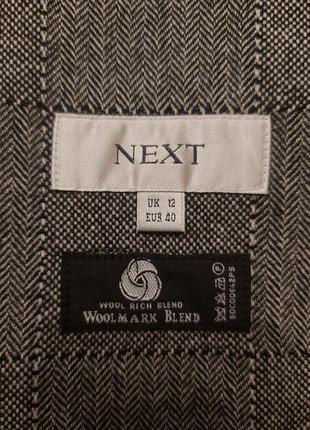 NEXT
UK 12
EUR 40
WOOL RICH BLEND
WOOLMARK BLEND
P